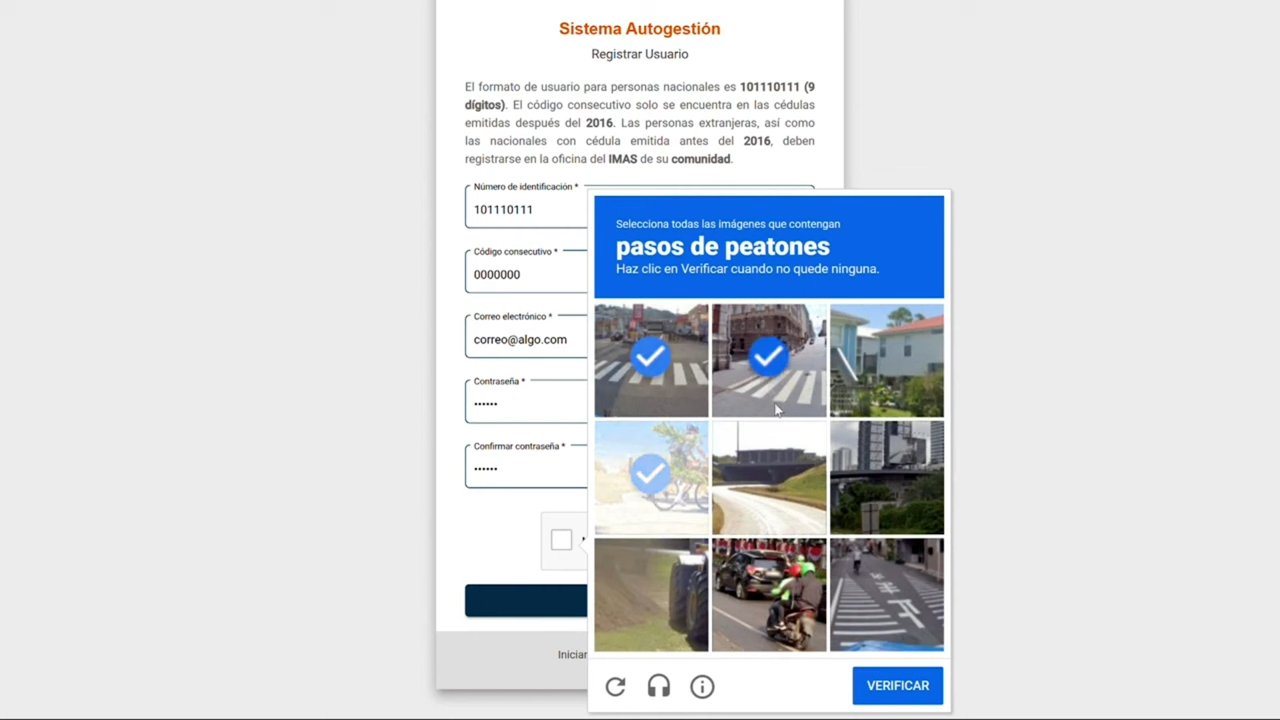 Sistema Autogestión
Registrar Usuario
El formato de usuario para personas nacionales es 101110111 (9
dígitos). El código consecutivo solo se encuentra en las cédulas
emitidas después del 2016. Las personas extranjeras, así como
las nacionales con cédula emitida antes del 2016, deben
registrarse en la oficina del IMAS de su comunidad.
Número de identificación *
101110111
Código consecutivo *
0000000
Correo electrónico *
correo@algo.com
Contraseña *
••••••
Confirmar contraseña *
••••••
Iniciar
Selecciona todas las imágenes que contengan
pasos de peatones
Haz clic en Verificar cuando no quede ninguna.
VERIFICAR